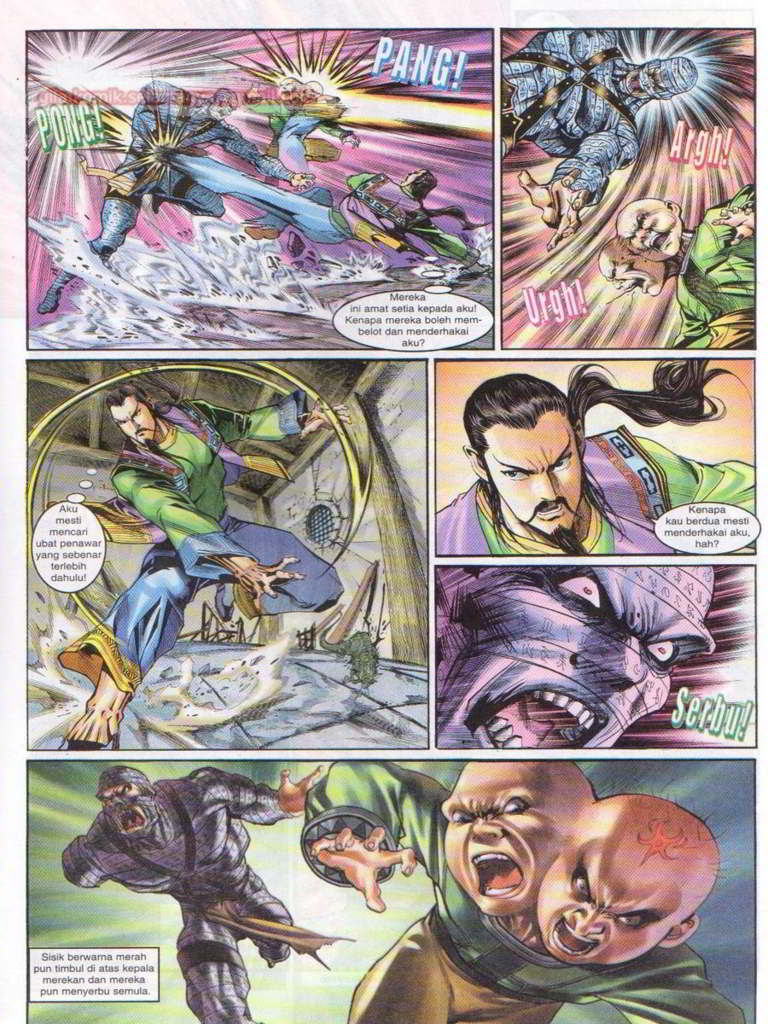 PANG!
PONG!
Mereka
ini amat setia kepada aku!
Kenapa mereka boleh mem-
belot dan menderhakai
aku?
Argh!
Urgh!
Aku
mesti
mencari
ubat penawar
yang sebenar
terlebih
dahulu!
Kenapa
kau berdua mesti
menderhakai aku,
hah?
Serbu!
Sisik berwarna merah
pun timbul di atas kepala
merekan dan mereka
pun menyerbu semula.